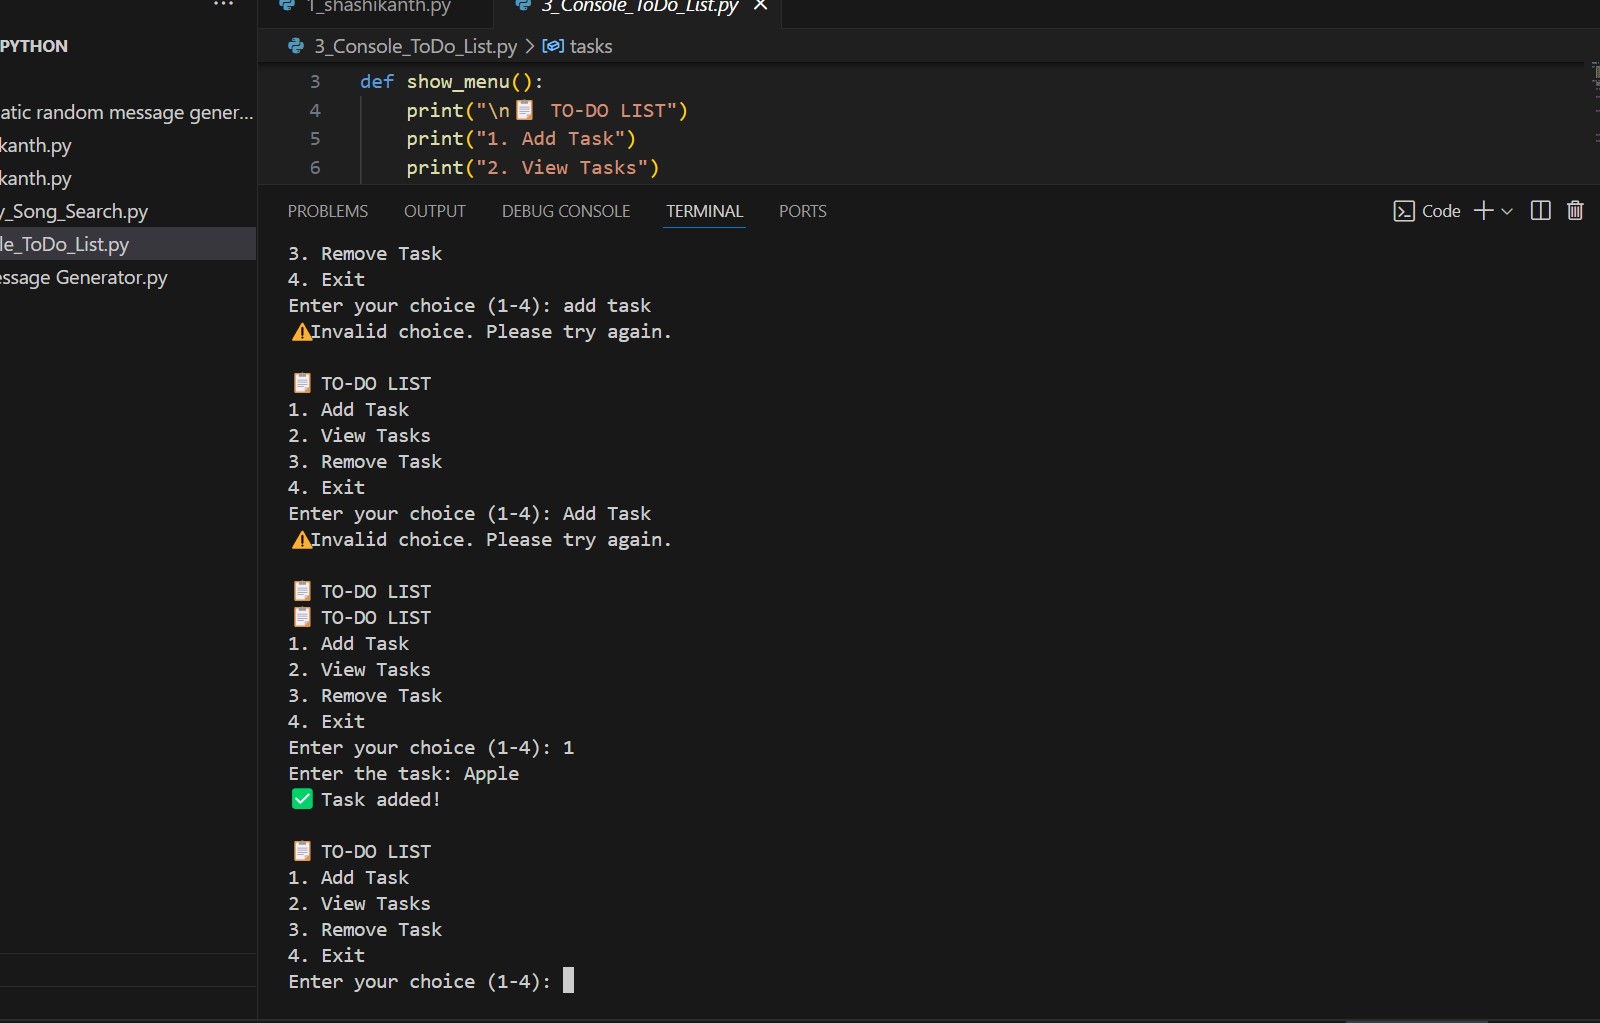 PYTHON
atic random message gener...
kanth.py
kanth.py
y_Song_Search.py
le_ToDo_List.py
essage Generator.py
1_shashikanth.py
3_Console_ToDo_List.py
3_Console_ToDo_List.py > tasks
3 def show_menu():
4 print("\n📋 TO-DO LIST")
5 print("1. Add Task")
6 print("2. View Tasks")
PROBLEMS OUTPUT DEBUG CONSOLE TERMINAL PORTS Code
3. Remove Task
4. Exit
Enter your choice (1-4): add task
⚠️Invalid choice. Please try again.
📋 TO-DO LIST
1. Add Task
2. View Tasks
3. Remove Task
4. Exit
Enter your choice (1-4): Add Task
⚠️Invalid choice. Please try again.
📋 TO-DO LIST
📋 TO-DO LIST
1. Add Task
2. View Tasks
3. Remove Task
4. Exit
Enter your choice (1-4): 1
Enter the task: Apple
✅ Task added!
📋 TO-DO LIST
1. Add Task
2. View Tasks
3. Remove Task
4. Exit
Enter your choice (1-4):